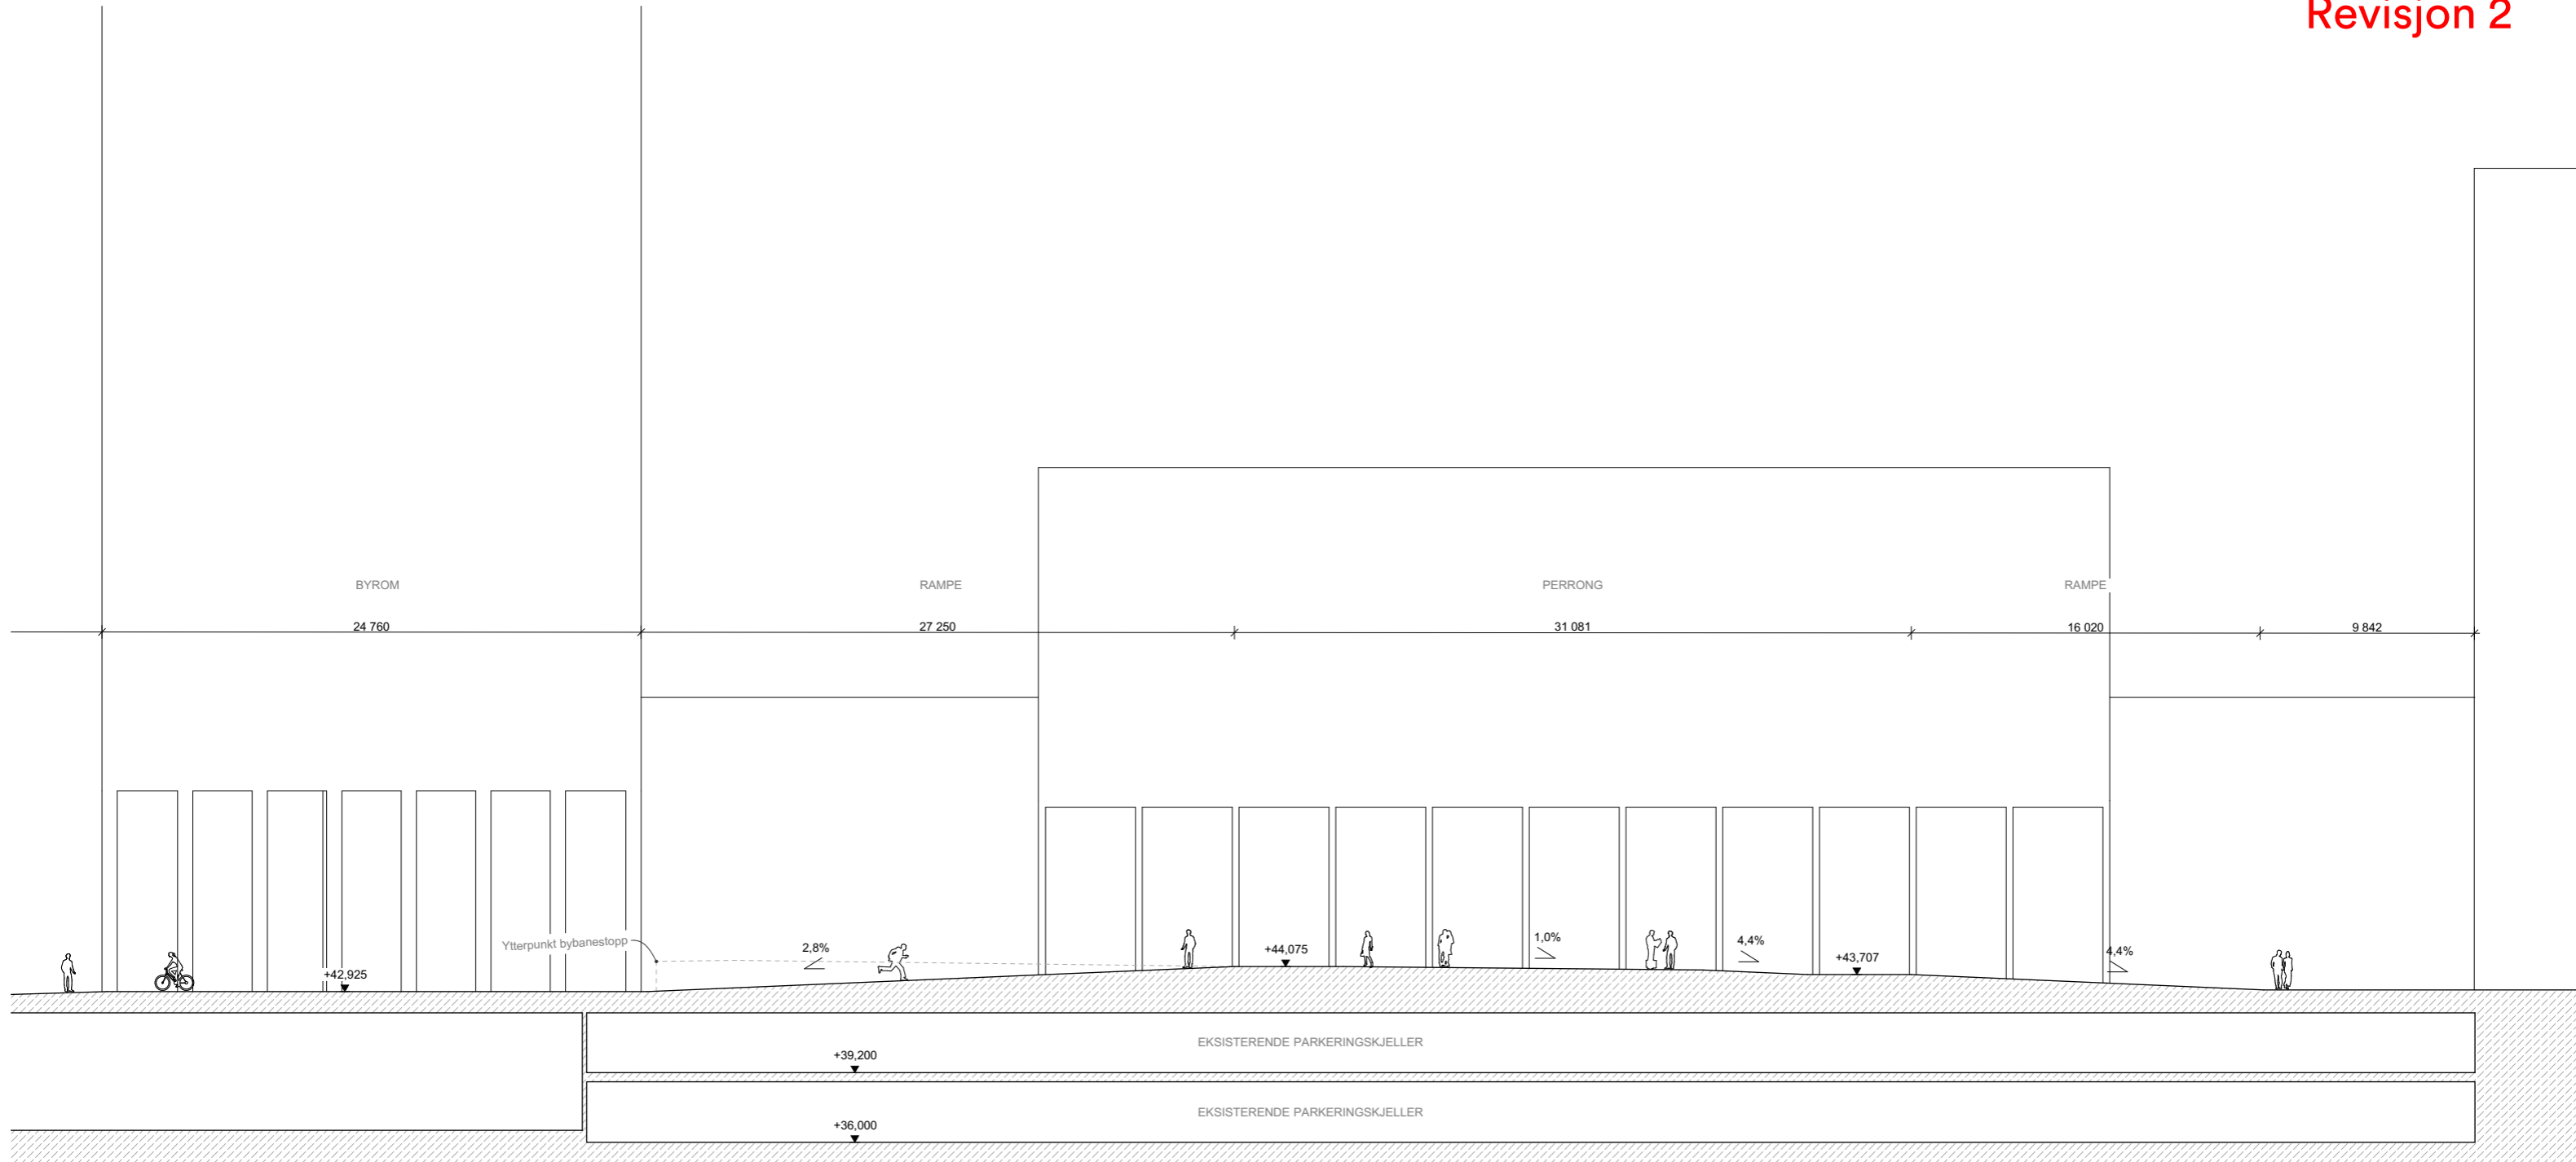 Revisjon 2
BYROM
RAMPE
PERRONG
RAMPE
24 760
27 250
31 081
16 020
9 842
Ytterpunkt bybanestopp
2,8%
+44,075
1,0%
4,4%
+43,707
4,4%
+42,925
EKSISTERENDE PARKERINGSKJELLER
+39,200
EKSISTERENDE PARKERINGSKJELLER
+36,000